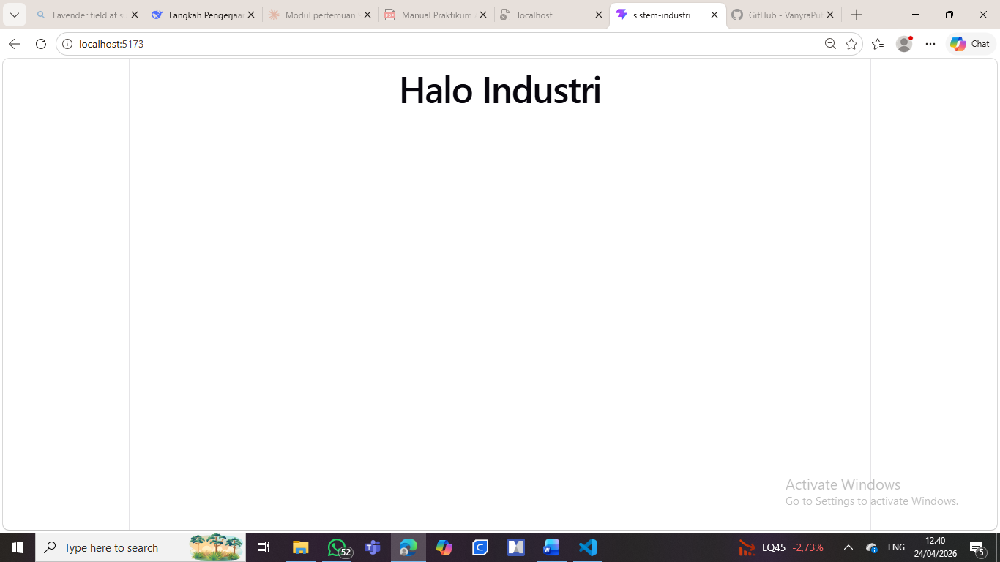 Lavender field at su
Langkah Pengerjaa
Modul pertemuan
Manual Praktikum
localhost
sistem-industri
GitHub - VanyraPu
localhost:5173
Chat
Halo Industri
Activate Windows
Go to Settings to activate Windows.
Type here to search
52
LQ45 -2,73%
ENG
12.40
24/04/2026
5